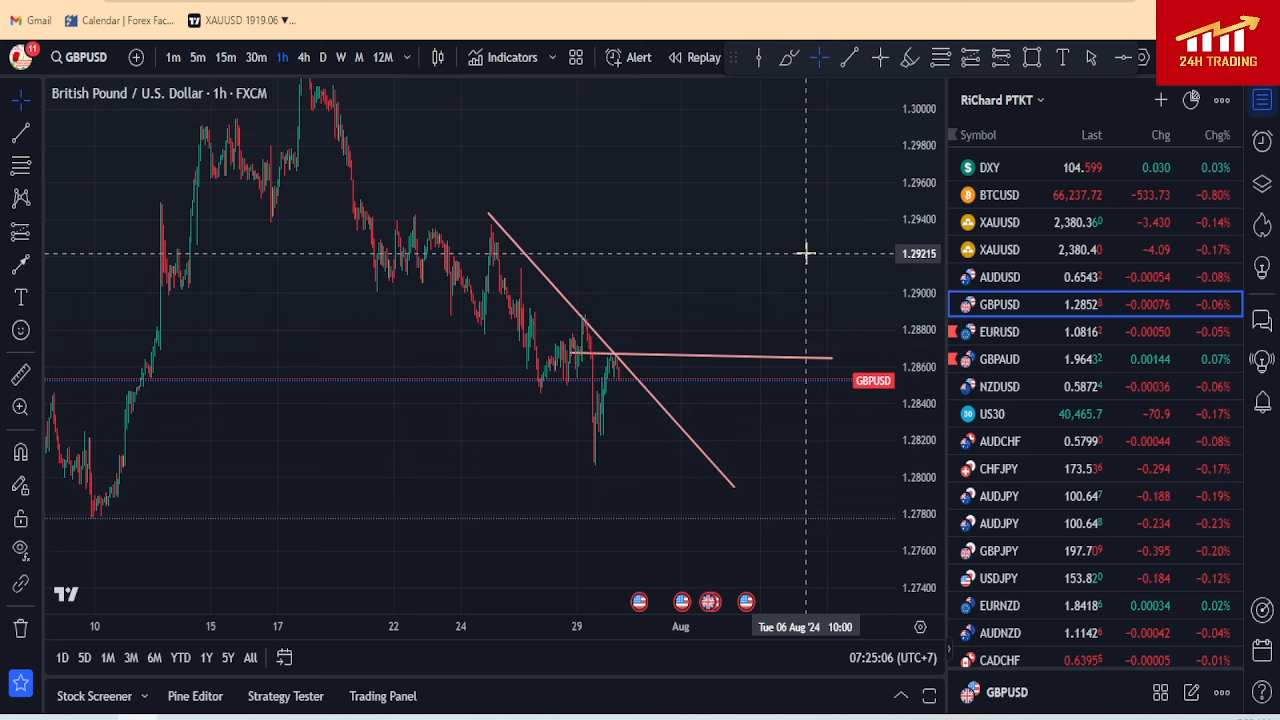 Gmail
Calendar | Forex Fac...
XAUUSD 1919.06 ▼...
24H TRADING
11
GBPUSD
1m 5m 15m 30m 1h 4h D W M 12M
Indicators
Alert
Replay
British Pound / U.S. Dollar · 1h · FXCM
RiChard PTKT
Symbol Last Chg Chg%
DXY 104.599 0.030 0.03%
BTCUSD 66,237.72 −533.73 −0.80%
XAUUSD 2,380.360 −3.430 −0.14%
XAUUSD 2,380.40 −4.09 −0.17%
AUDUSD 0.65432 −0.00054 −0.08%
GBPUSD 1.28528 −0.00076 −0.06%
EURUSD 1.08162 −0.00050 −0.05%
GBPAUD 1.96432 0.00144 0.07%
NZDUSD 0.58724 −0.00036 −0.06%
US30 40,465.7 −70.9 −0.17%
AUDCHF 0.57990 −0.00044 −0.08%
CHFJPY 173.536 −0.294 −0.17%
AUDJPY 100.647 −0.188 −0.19%
AUDJPY 100.648 −0.234 −0.23%
GBPJPY 197.709 −0.395 −0.20%
USDJPY 153.820 −0.184 −0.12%
EURNZD 1.84186 0.00034 0.02%
AUDNZD 1.11426 −0.00042 −0.04%
CADCHF 0.63955 −0.00005 −0.01%
GBPUSD
1.30000
1.29800
1.29600
1.29400
1.29215
1.29000
1.28800
1.28600
GBPUSD
1.28400
1.28200
1.28000
1.27800
1.27600
1.27400
10 15 17 22 24 29 Aug
Tue 06 Aug '24 10:00
1D 5D 1M 3M 6M YTD 1Y 5Y All
07:25:06 (UTC+7)
Stock Screener
Pine Editor
Strategy Tester
Trading Panel